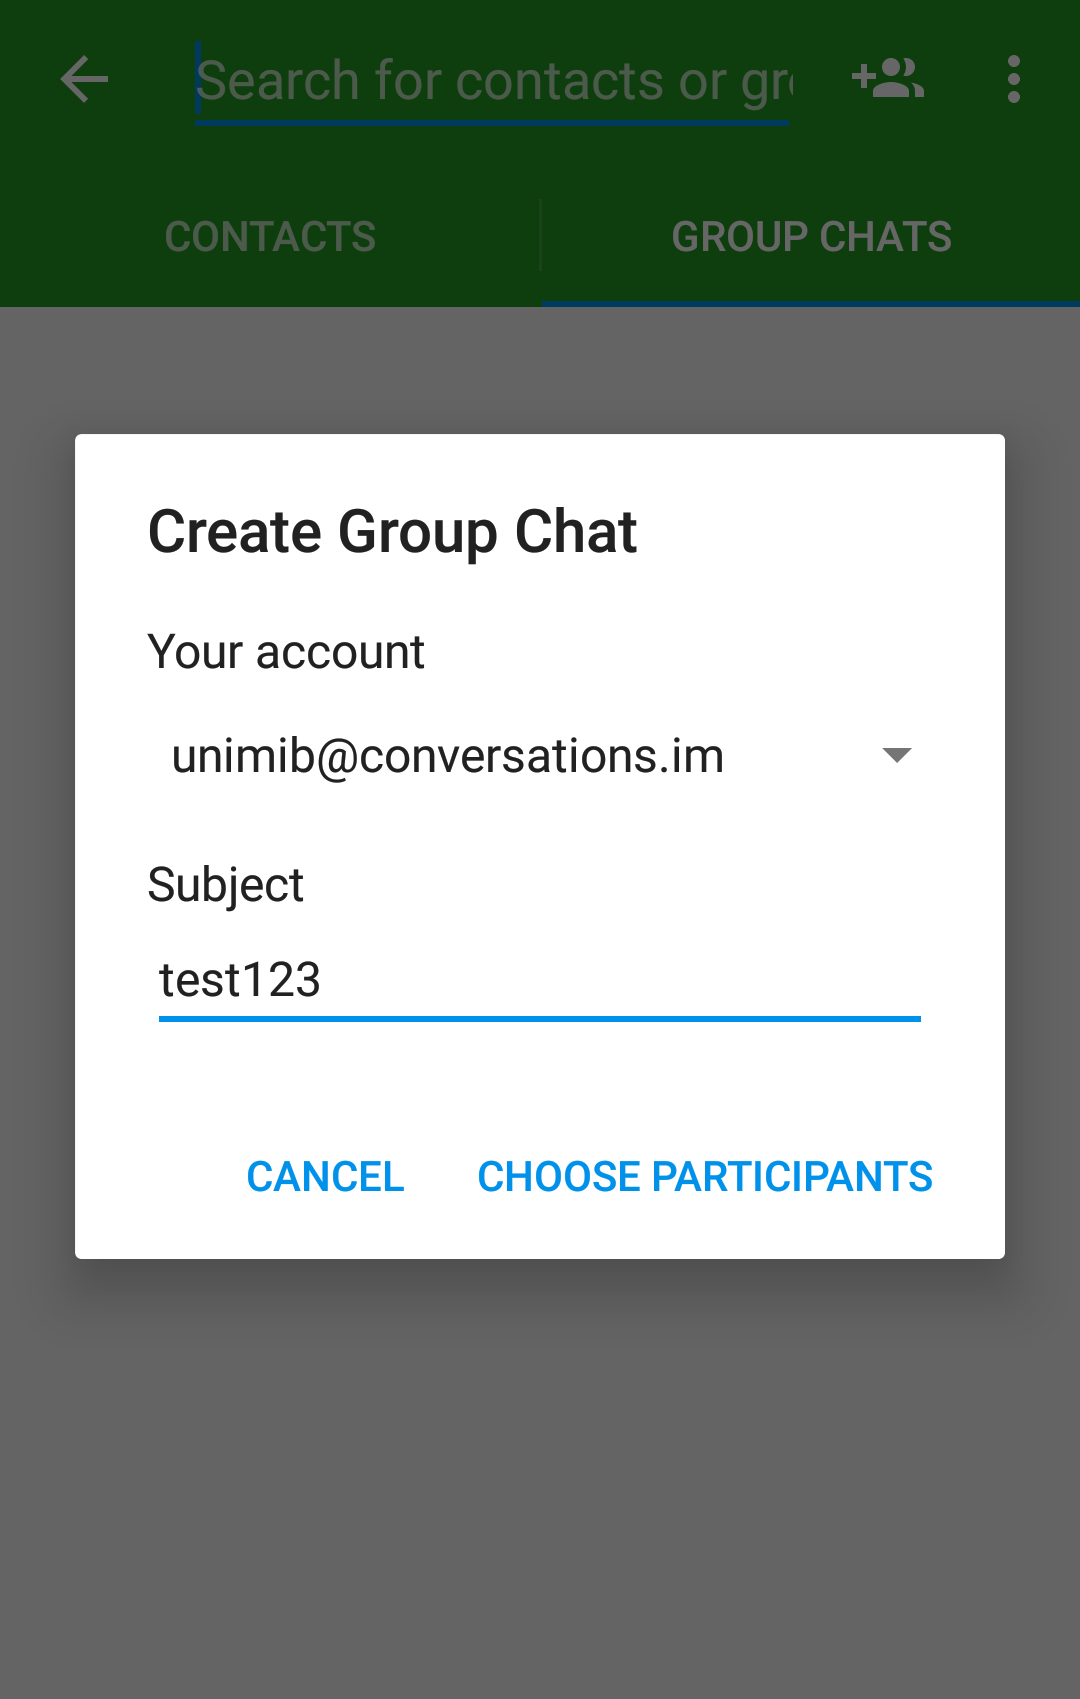 Search for contacts or gr
CONTACTS
GROUP CHATS
Create Group Chat
Your account
unimib@conversations.im
Subject
test123
CANCEL
CHOOSE PARTICIPANTS